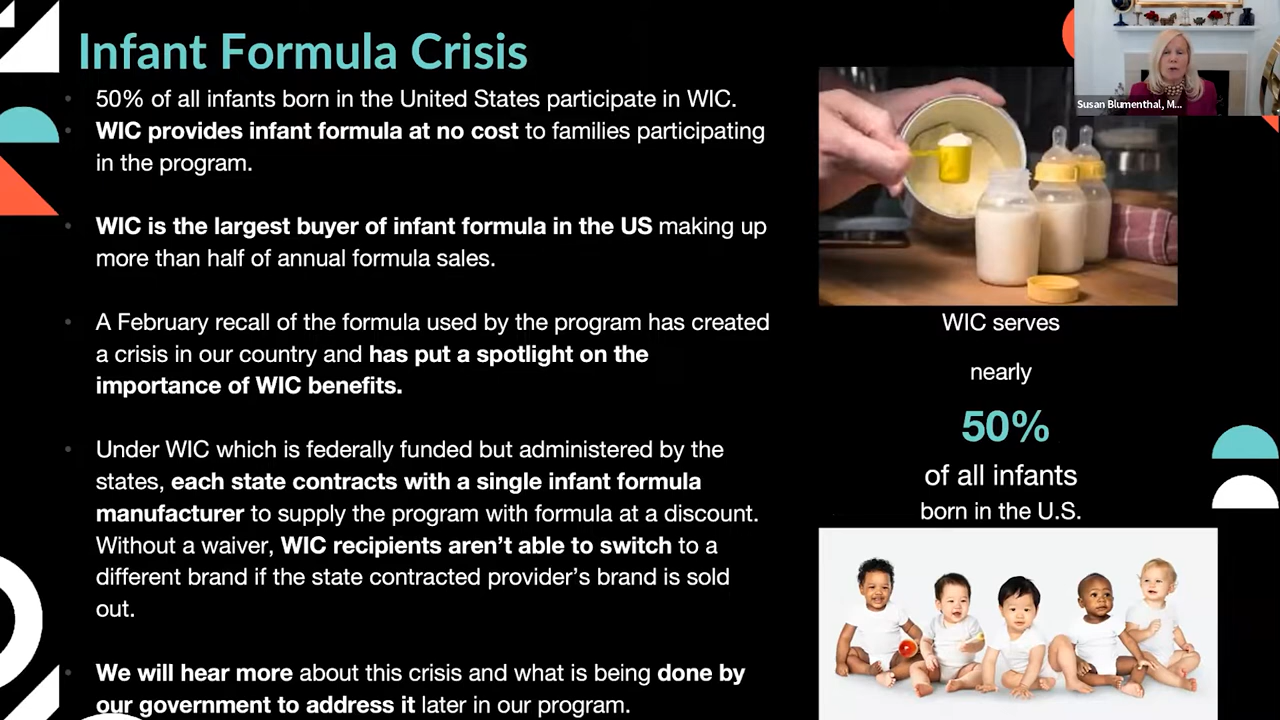 Infant Formula Crisis
50% of all infants born in the United States participate in WIC.
WIC provides infant formula at no cost to families participating
in the program.
WIC is the largest buyer of infant formula in the US making up
more than half of annual formula sales.
A February recall of the formula used by the program has created
a crisis in our country and has put a spotlight on the
importance of WIC benefits.
Under WIC which is federally funded but administered by the
states, each state contracts with a single infant formula
manufacturer to supply the program with formula at a discount.
Without a waiver, WIC recipients aren’t able to switch to a
different brand if the state contracted provider’s brand is sold
out.
We will hear more about this crisis and what is being done by
our government to address it later in our program.
Susan Blumenthal, M...
WIC serves
nearly
50%
of all infants
born in the U.S.